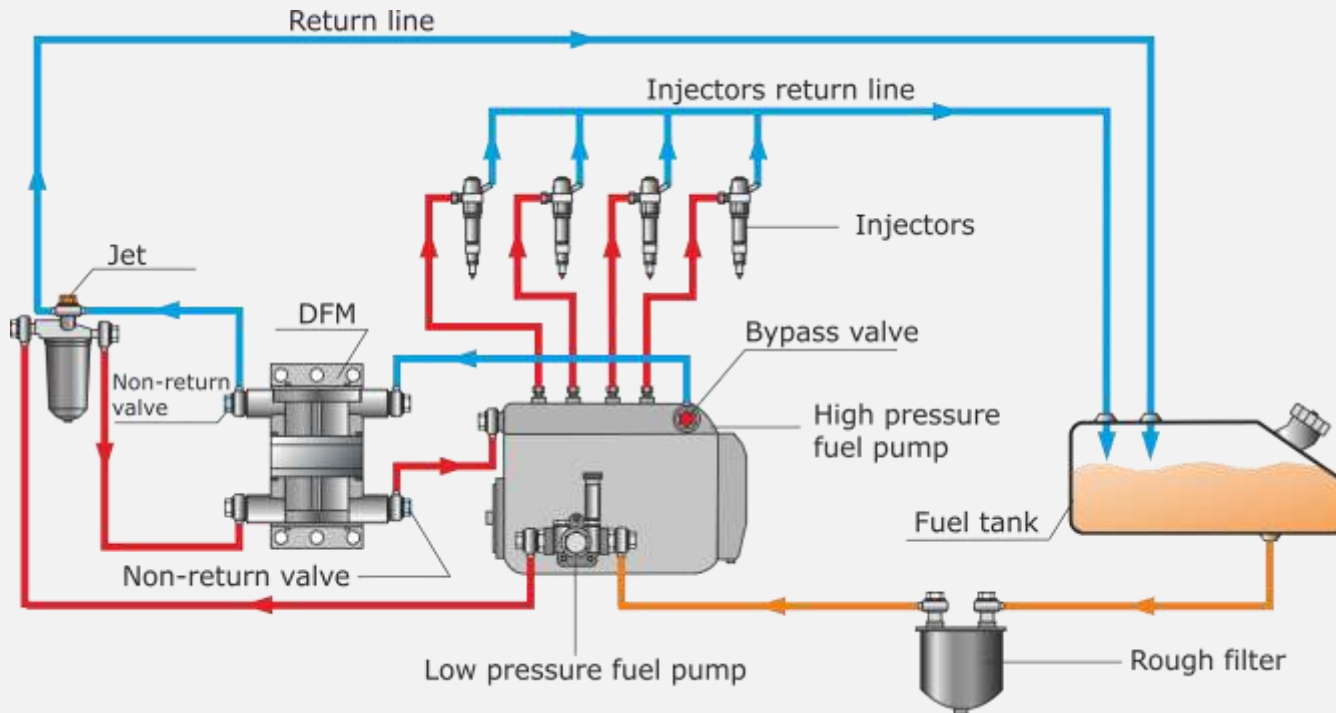 Return line
Injectors return line
Injectors
Jet
DFM
Bypass valve
Non-return
valve
High pressure
fuel pump
Fuel tank
Non-return valve
Low pressure fuel pump
Rough filter